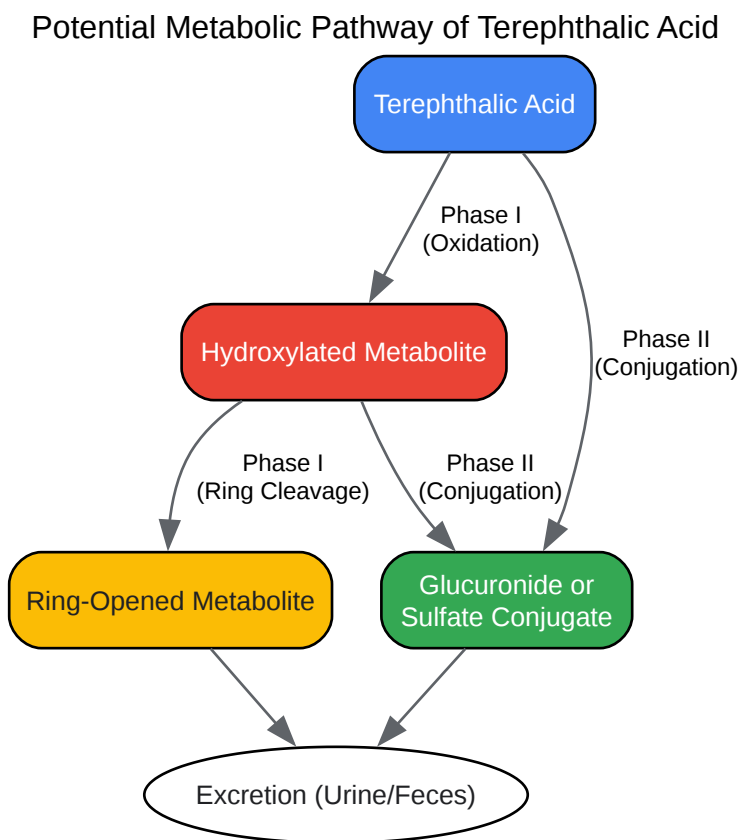 Potential Metabolic Pathway of Terephthalic Acid
Terephthalic Acid
Phase I
(Oxidation)
Hydroxylated Metabolite
Phase II
(Conjugation)
Phase I
(Ring Cleavage)
Phase II
(Conjugation)
Ring-Opened Metabolite
Glucuronide or
Sulfate Conjugate
Excretion (Urine/Feces)